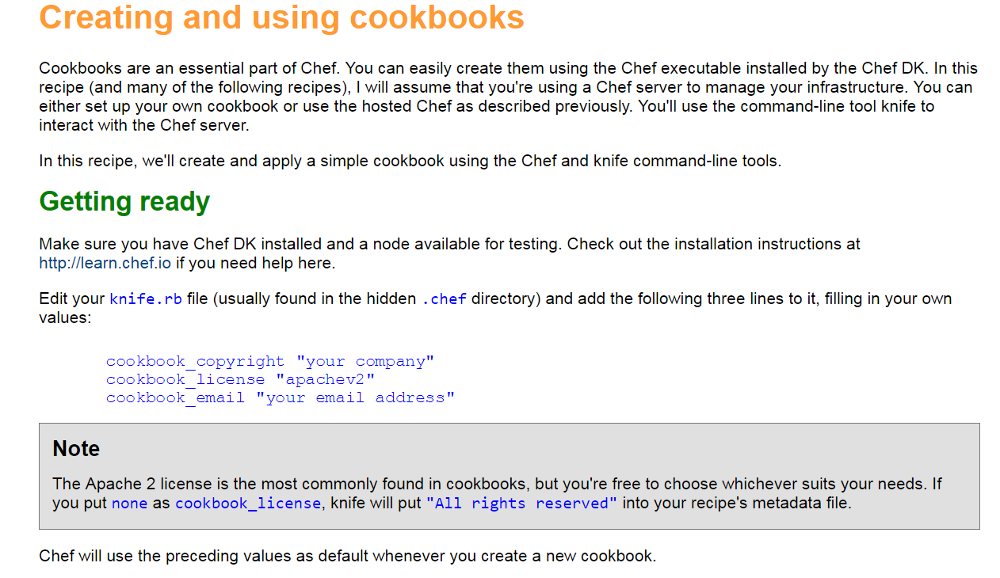 Creating and using cookbooks
Cookbooks are an essential part of Chef. You can easily create them using the Chef executable installed by the Chef DK. In this
recipe (and many of the following recipes), I will assume that you're using a Chef server to manage your infrastructure. You can
either set up your own cookbook or use the hosted Chef as described previously. You'll use the command-line tool knife to
interact with the Chef server.
In this recipe, we'll create and apply a simple cookbook using the Chef and knife command-line tools.
Getting ready
Make sure you have Chef DK installed and a node available for testing. Check out the installation instructions at
http://learn.chef.io if you need help here.
Edit your knife.rb file (usually found in the hidden .chef directory) and add the following three lines to it, filling in your own
values:
cookbook_copyright "your company"
cookbook_license "apachev2"
cookbook_email "your email address"
Note
The Apache 2 license is the most commonly found in cookbooks, but you're free to choose whichever suits your needs. If
you put none as cookbook_license, knife will put "All rights reserved" into your recipe's metadata file.
Chef will use the preceding values as default whenever you create a new cookbook.